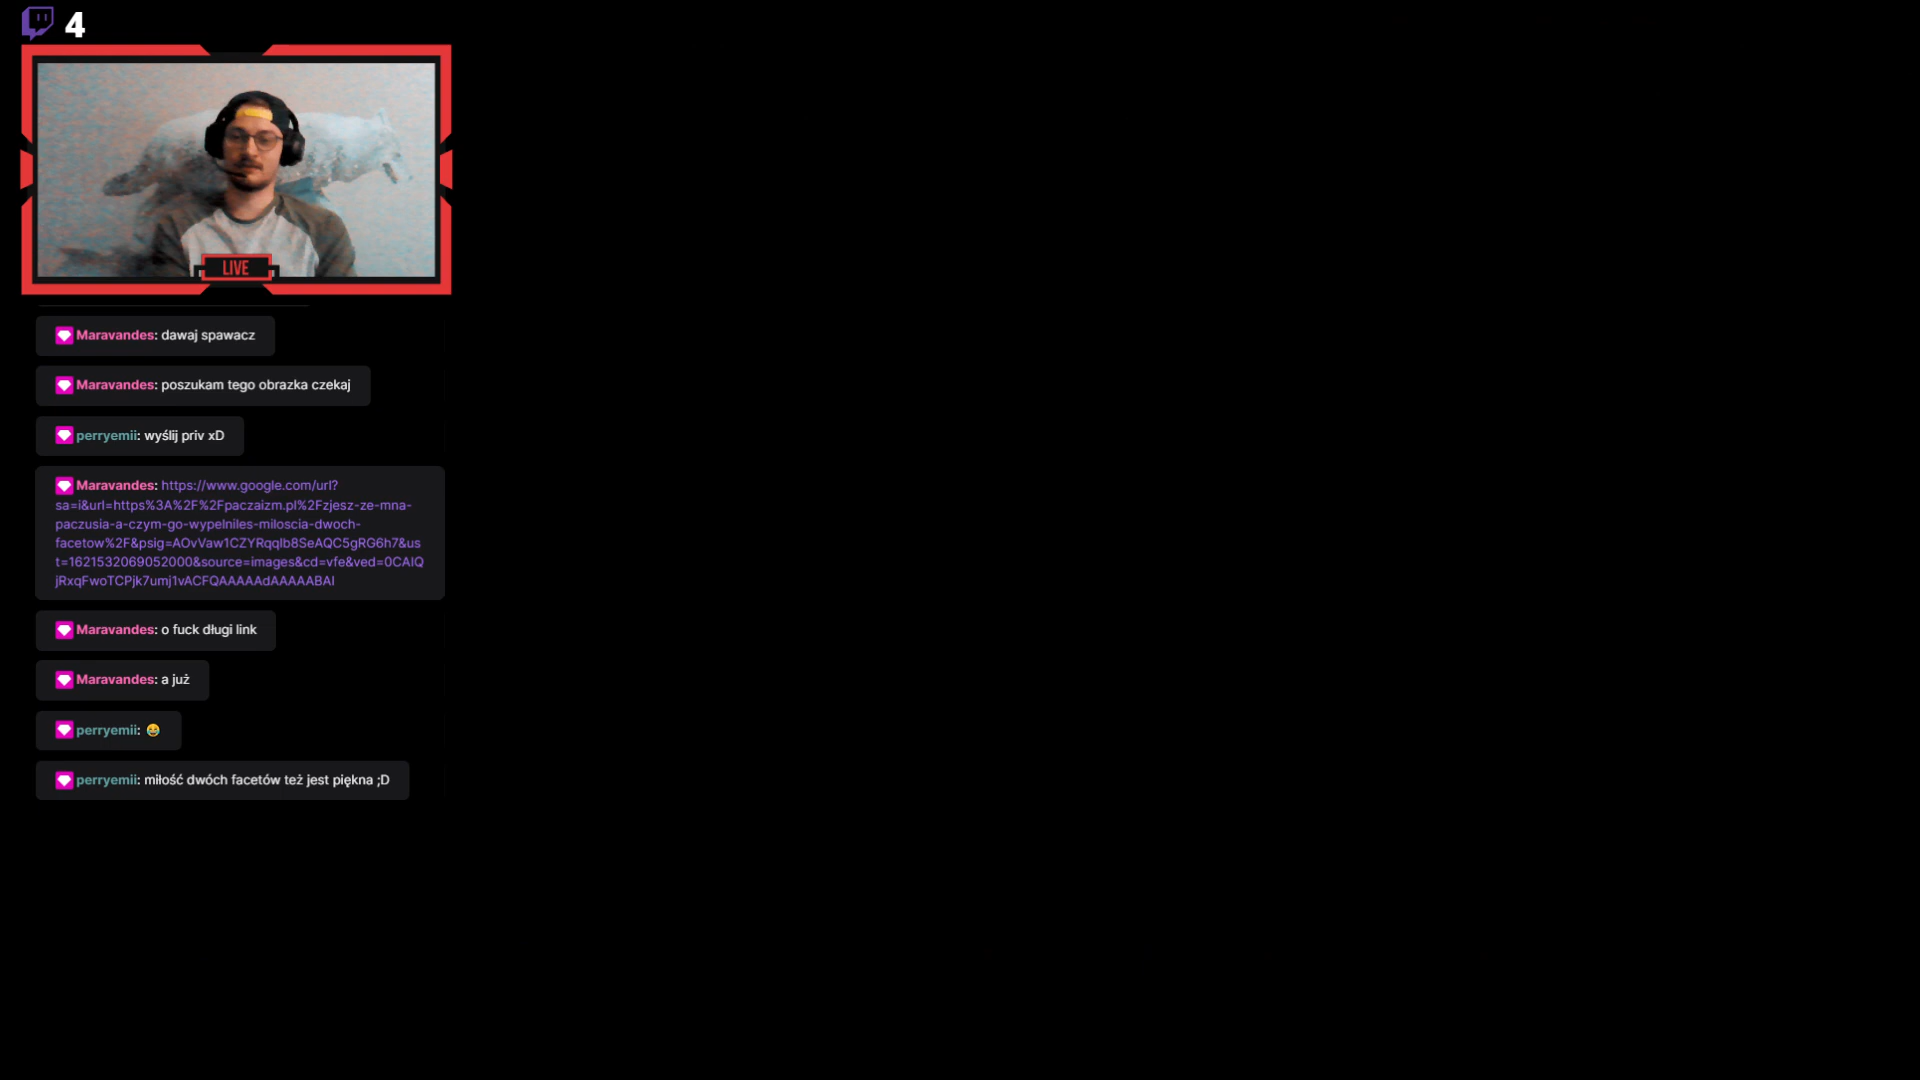 4
LIVE
Maravandes: dawaj spawacz
Maravandes: poszukam tego obrazka czekaj
perryemii: wyślij priv xD
Maravandes: https://www.google.com/url?
sa=i&url=https%3A%2F%2Fpaczaizm.pl%2Fzjesz-ze-mna-
paczusia-a-czym-go-wypelniles-miloscia-dwoch-
facetow%2F&psig=AOvVaw1CZYRqqlb8SeAQC5gRG6h7&us
t=1621532069052000&source=images&cd=vfe&ved=0CAIQ
jRxqFwoTCPjk7umj1vACFQAAAAAdAAAAABAI
Maravandes: o fuck długi link
Maravandes: a już
perryemii: 😂
perryemii: miłość dwóch facetów też jest piękna ;D